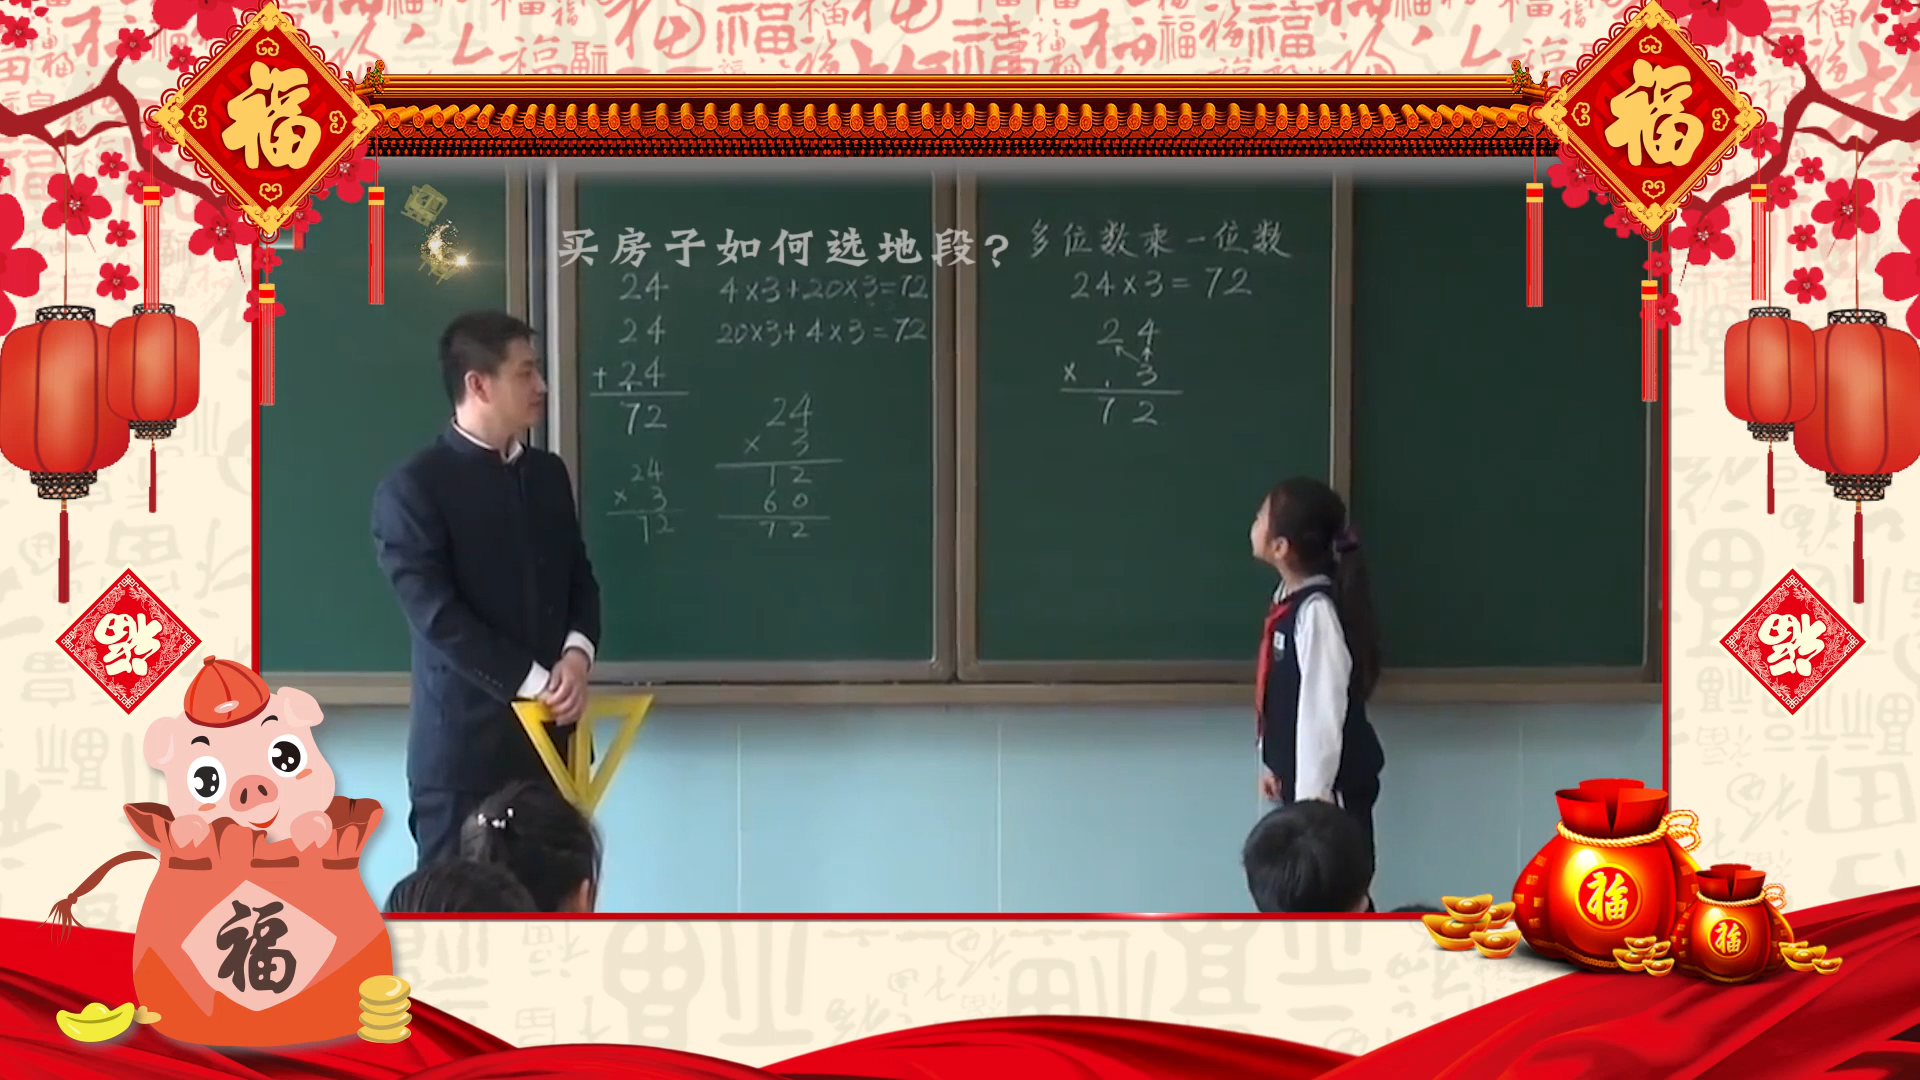 福
福
买房子如何选地段?
多位数乘一位数
24
4×3+20×3=72
24×3=72
24
20×3+4×3=72
+24
72
24
× 3
72
24
× 3
12
60
72
24
× 3
72
福
福
福
福
福